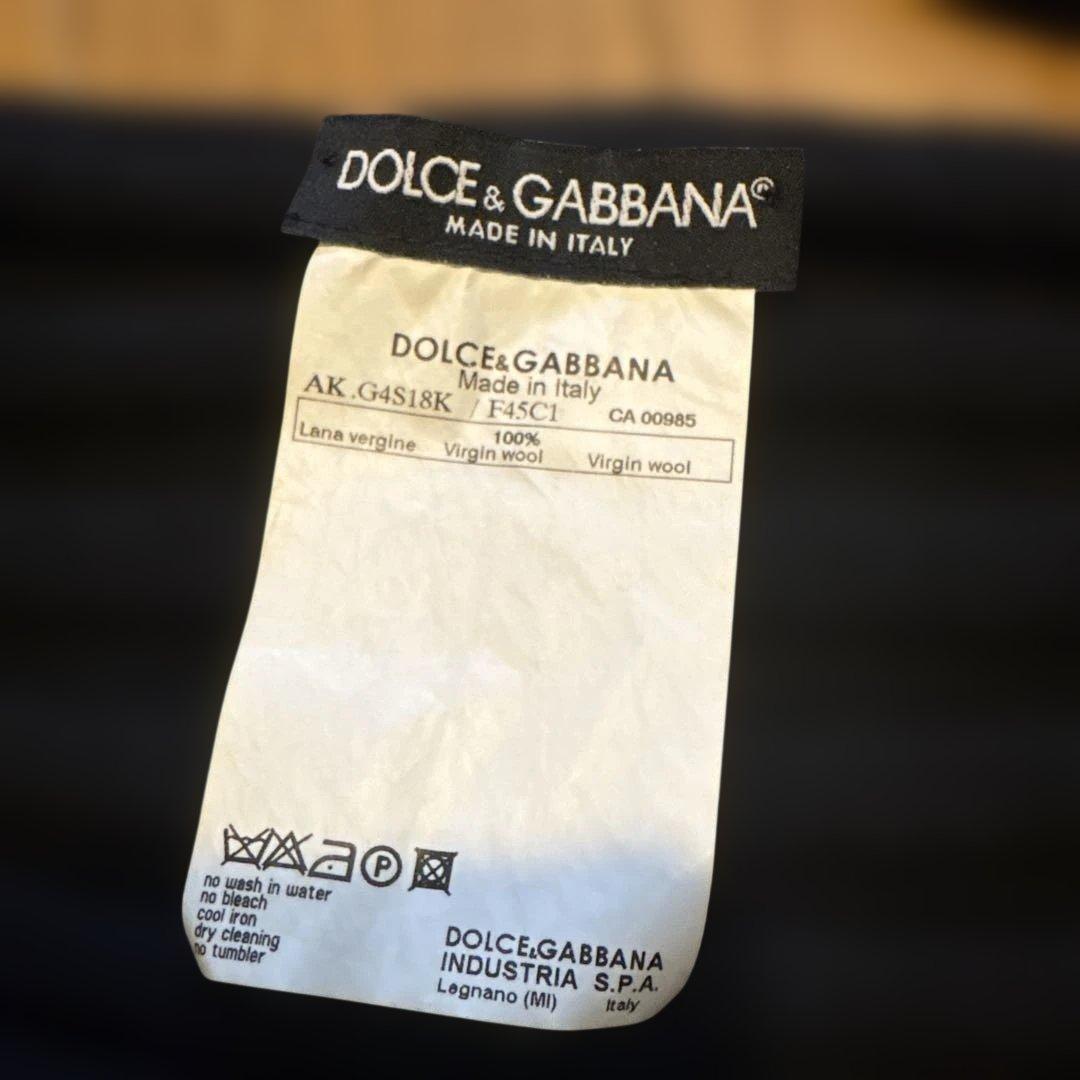 DOLCE & GABBANA®
MADE IN ITALY
DOLCE&GABBANA
Made in Italy
AK.G4S18K / F45C1 CA 00985
100%
Lana vergine Virgin wool Virgin wool
P
no wash in water
no bleach
cool iron
dry cleaning
no tumbler
DOLCE&GABBANA
INDUSTRIA S.P.A.
Legnano (MI) Italy